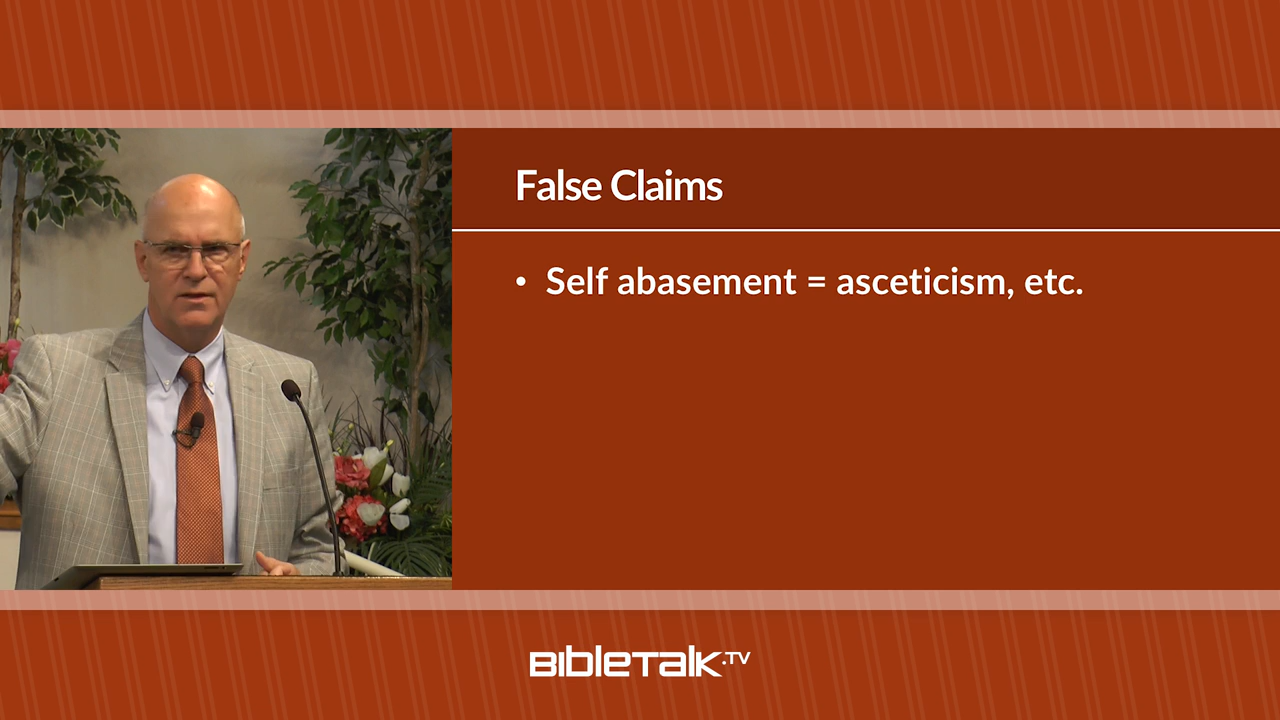 False Claims
• Self abasement = asceticism, etc.
BIBLETALK.TV